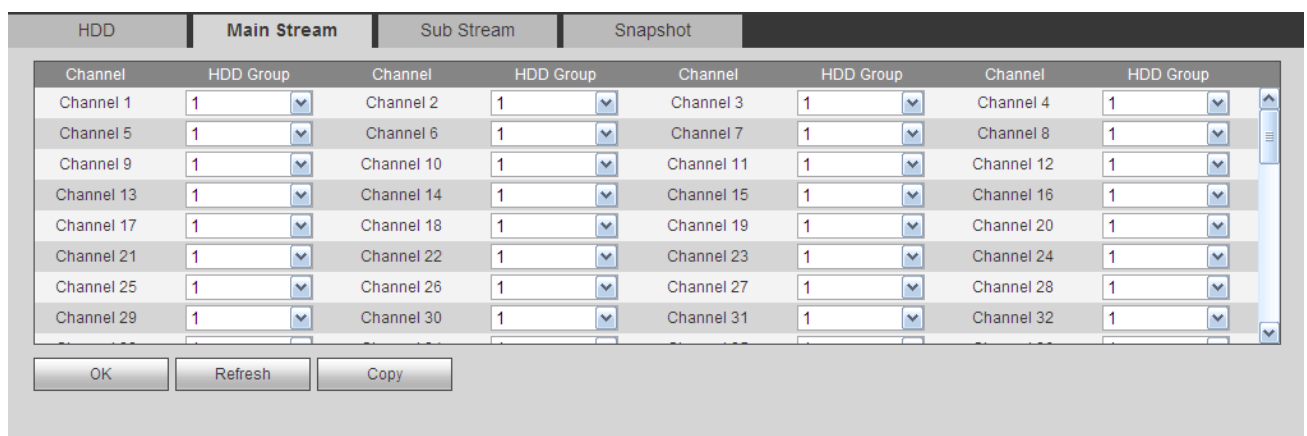 HDD Main Stream Sub Stream Snapshot
Channel HDD Group Channel HDD Group Channel HDD Group Channel HDD Group
Channel 1 1 Channel 2 1 Channel 3 1 Channel 4 1
Channel 5 1 Channel 6 1 Channel 7 1 Channel 8 1
Channel 9 1 Channel 10 1 Channel 11 1 Channel 12 1
Channel 13 1 Channel 14 1 Channel 15 1 Channel 16 1
Channel 17 1 Channel 18 1 Channel 19 1 Channel 20 1
Channel 21 1 Channel 22 1 Channel 23 1 Channel 24 1
Channel 25 1 Channel 26 1 Channel 27 1 Channel 28 1
Channel 29 1 Channel 30 1 Channel 31 1 Channel 32 1
OK Refresh Copy